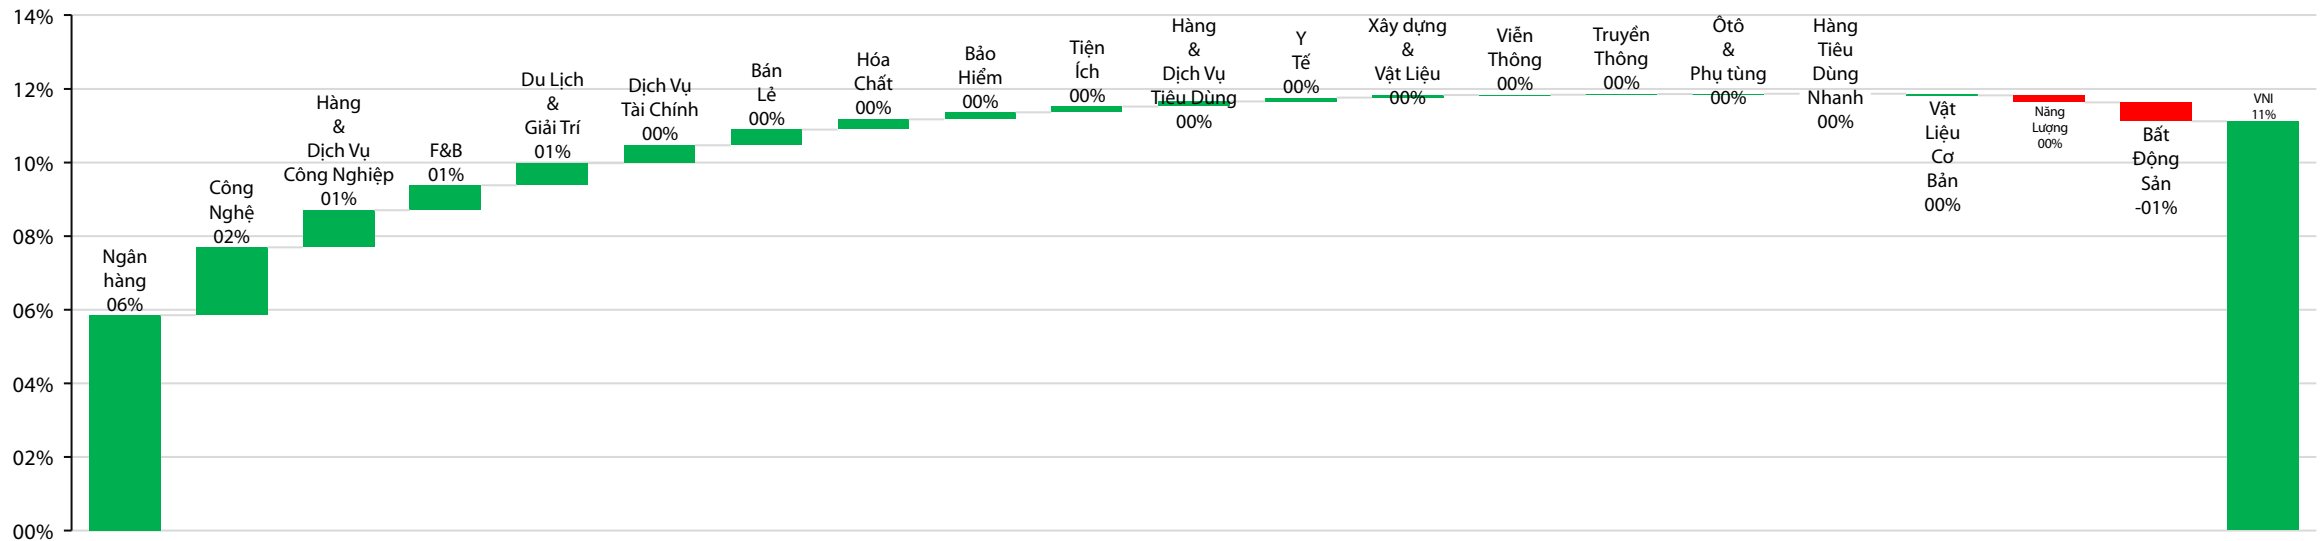 14%
12%
10%
08%
06%
04%
02%
00%
Ngân
hàng
06%
Công
Nghệ
02%
Hàng
&
Dịch Vụ
Công Nghiệp
01%
F&B
01%
Du Lịch
&
Giải Trí
01%
Dịch Vụ
Tài Chính
00%
Bán
Lẻ
00%
Hóa
Chất
00%
Bảo
Hiểm
00%
Tiện
Ích
00%
Hàng
&
Dịch Vụ
Tiêu Dùng
00%
Y
Tế
00%
Xây dựng
&
Vật Liệu
00%
Viễn
Thông
00%
Truyền
Thông
00%
Ôtô
&
Phụ tùng
00%
Hàng
Tiêu
Dùng
Nhanh
00%
Vật
Liệu
Cơ
Bản
00%
Năng
Lượng
00%
Bất
Động
Sản
-01%
VNI
11%